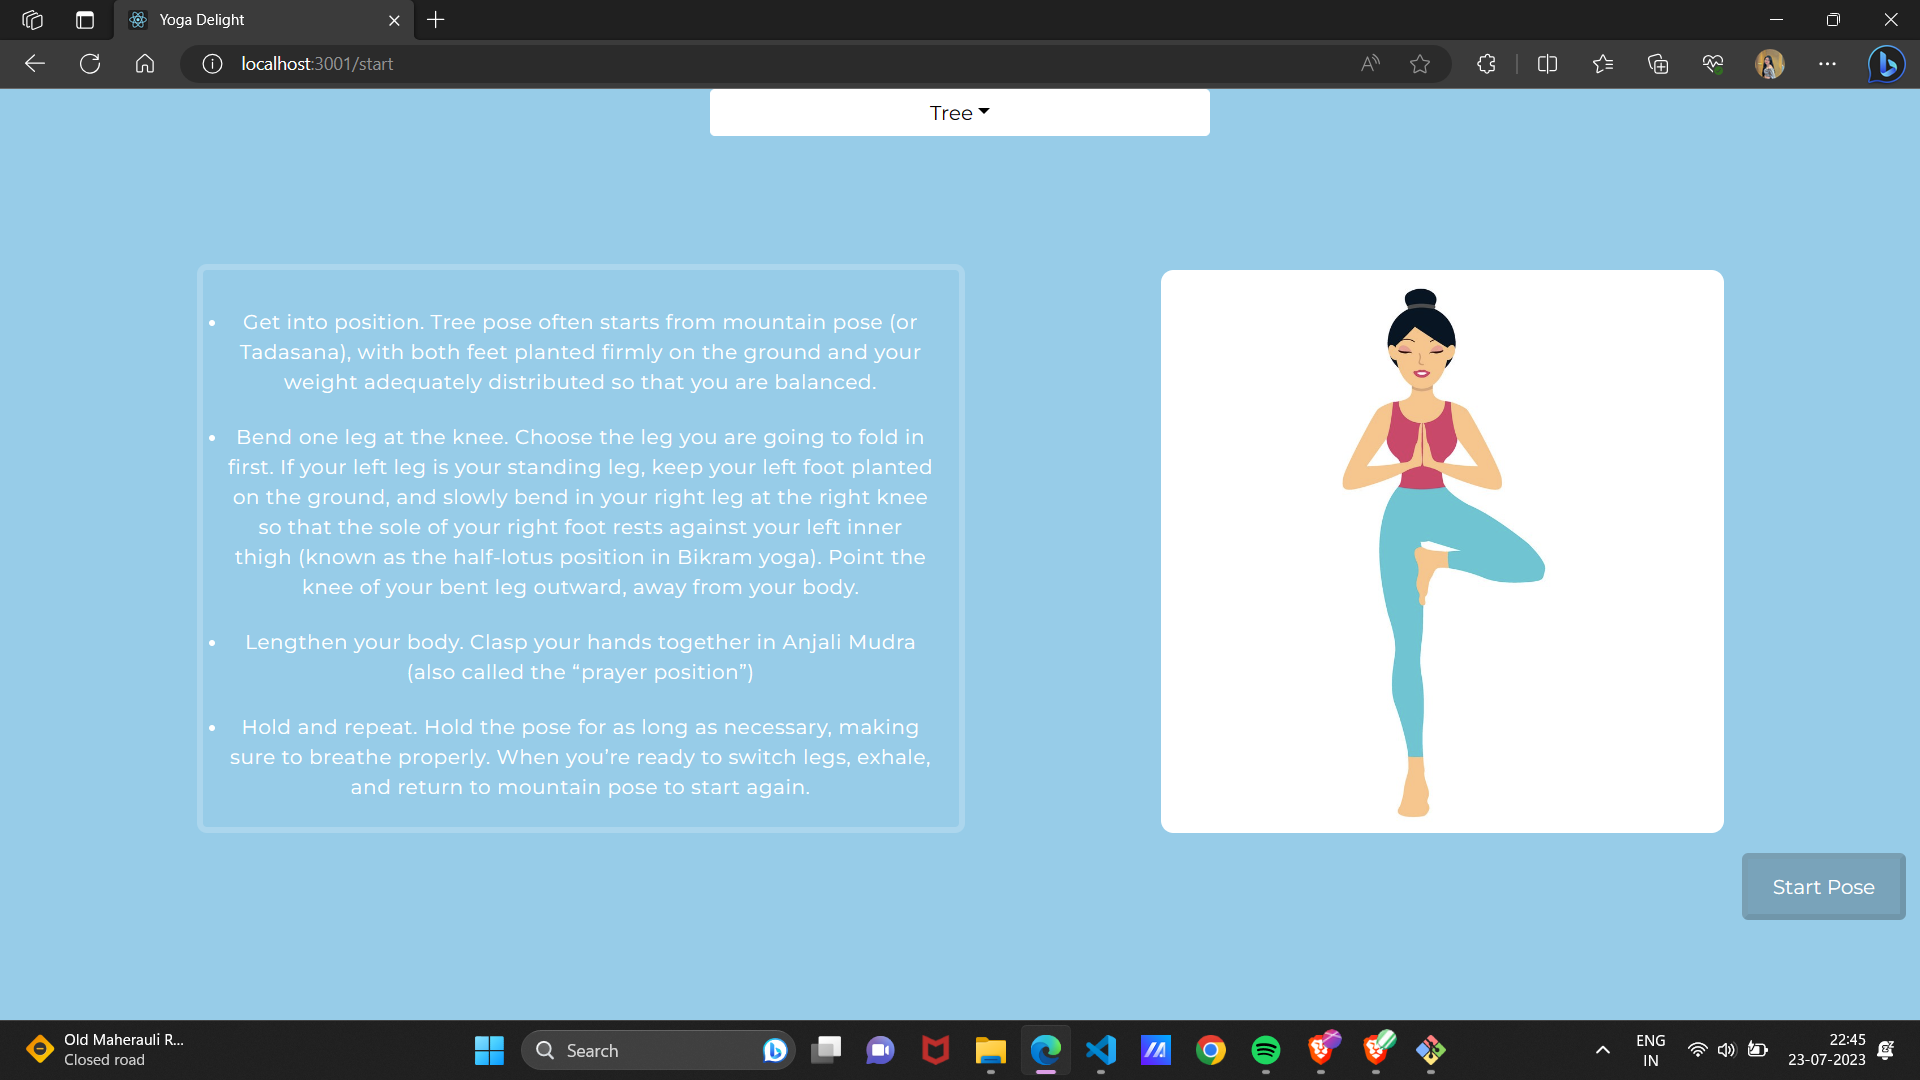 Yoga Delight
localhost:3001/start
Tree
• Get into position. Tree pose often starts from mountain pose (or
Tadasana), with both feet planted firmly on the ground and your
weight adequately distributed so that you are balanced.
• Bend one leg at the knee. Choose the leg you are going to fold in
first. If your left leg is your standing leg, keep your left foot planted
on the ground, and slowly bend in your right leg at the right knee
so that the sole of your right foot rests against your left inner
thigh (known as the half-lotus position in Bikram yoga). Point the
knee of your bent leg outward, away from your body.
• Lengthen your body. Clasp your hands together in Anjali Mudra
(also called the “prayer position”)
• Hold and repeat. Hold the pose for as long as necessary, making
sure to breathe properly. When you’re ready to switch legs, exhale,
and return to mountain pose to start again.
Start Pose
Old Maherauli R...
Closed road
Search
ENG
IN
22:45
23-07-2023